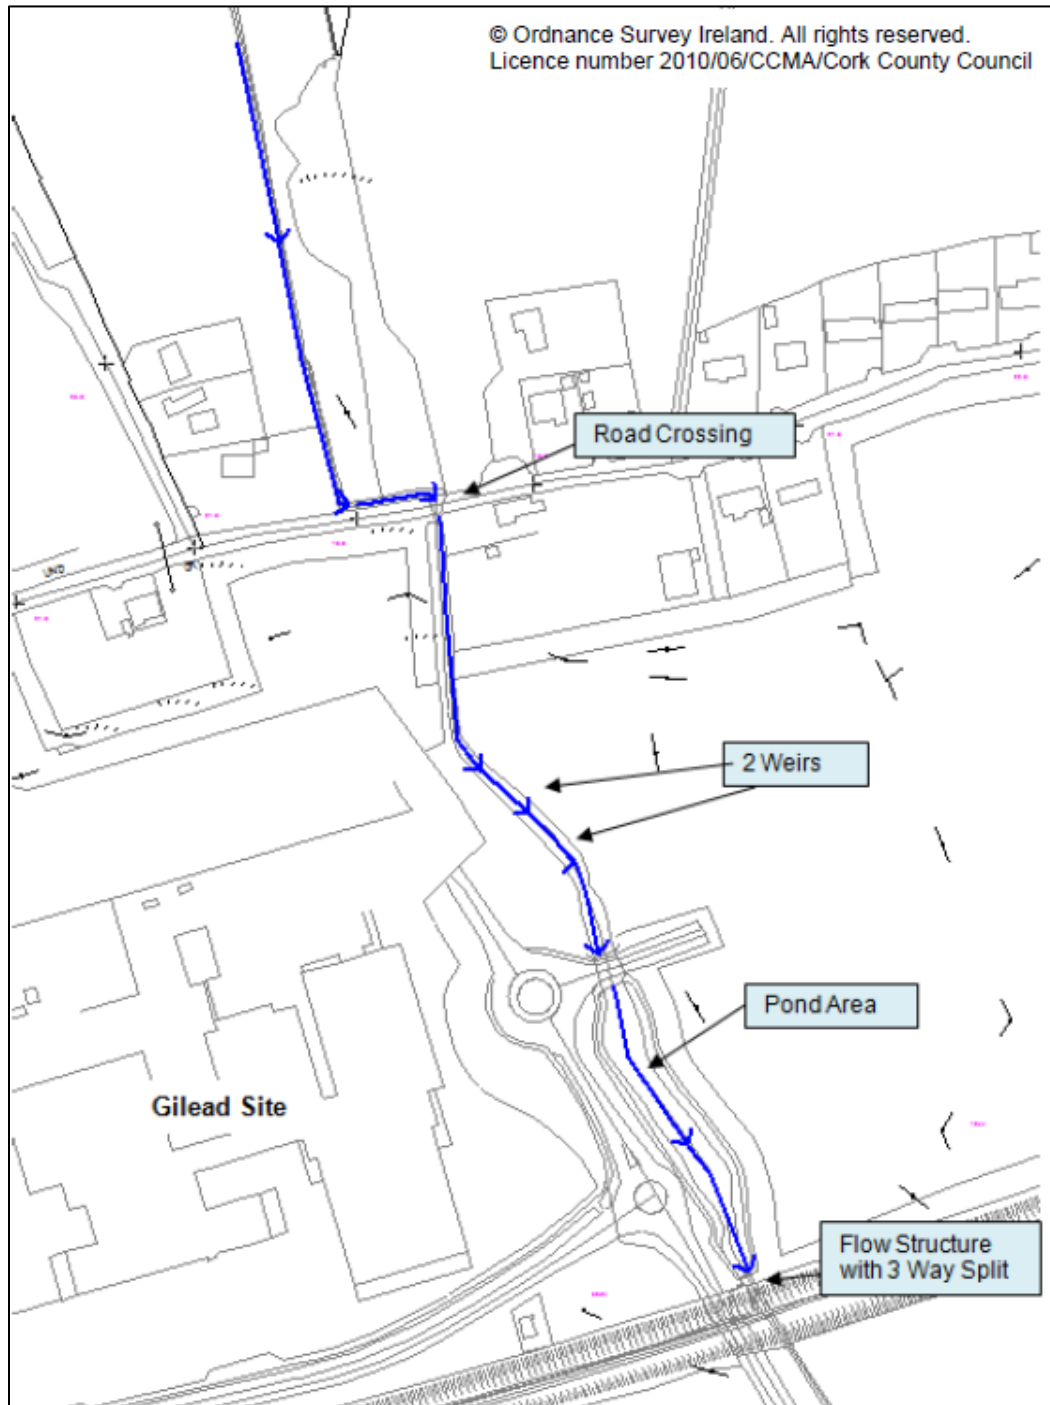 © Ordnance Survey Ireland. All rights reserved.
Licence number 2010/06/CCMA/Cork County Council
Road Crossing
UND
2 Weirs
Pond Area
Gilead Site
Flow Structure
with 3 Way Split